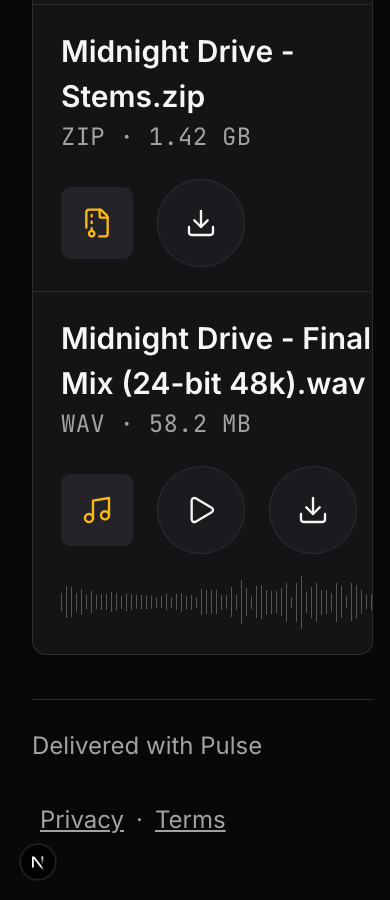 Midnight Drive -
Stems.zip
ZIP · 1.42 GB
Midnight Drive - Final
Mix (24-bit 48k).wav
WAV · 58.2 MB
Delivered with Pulse
Privacy · Terms
N